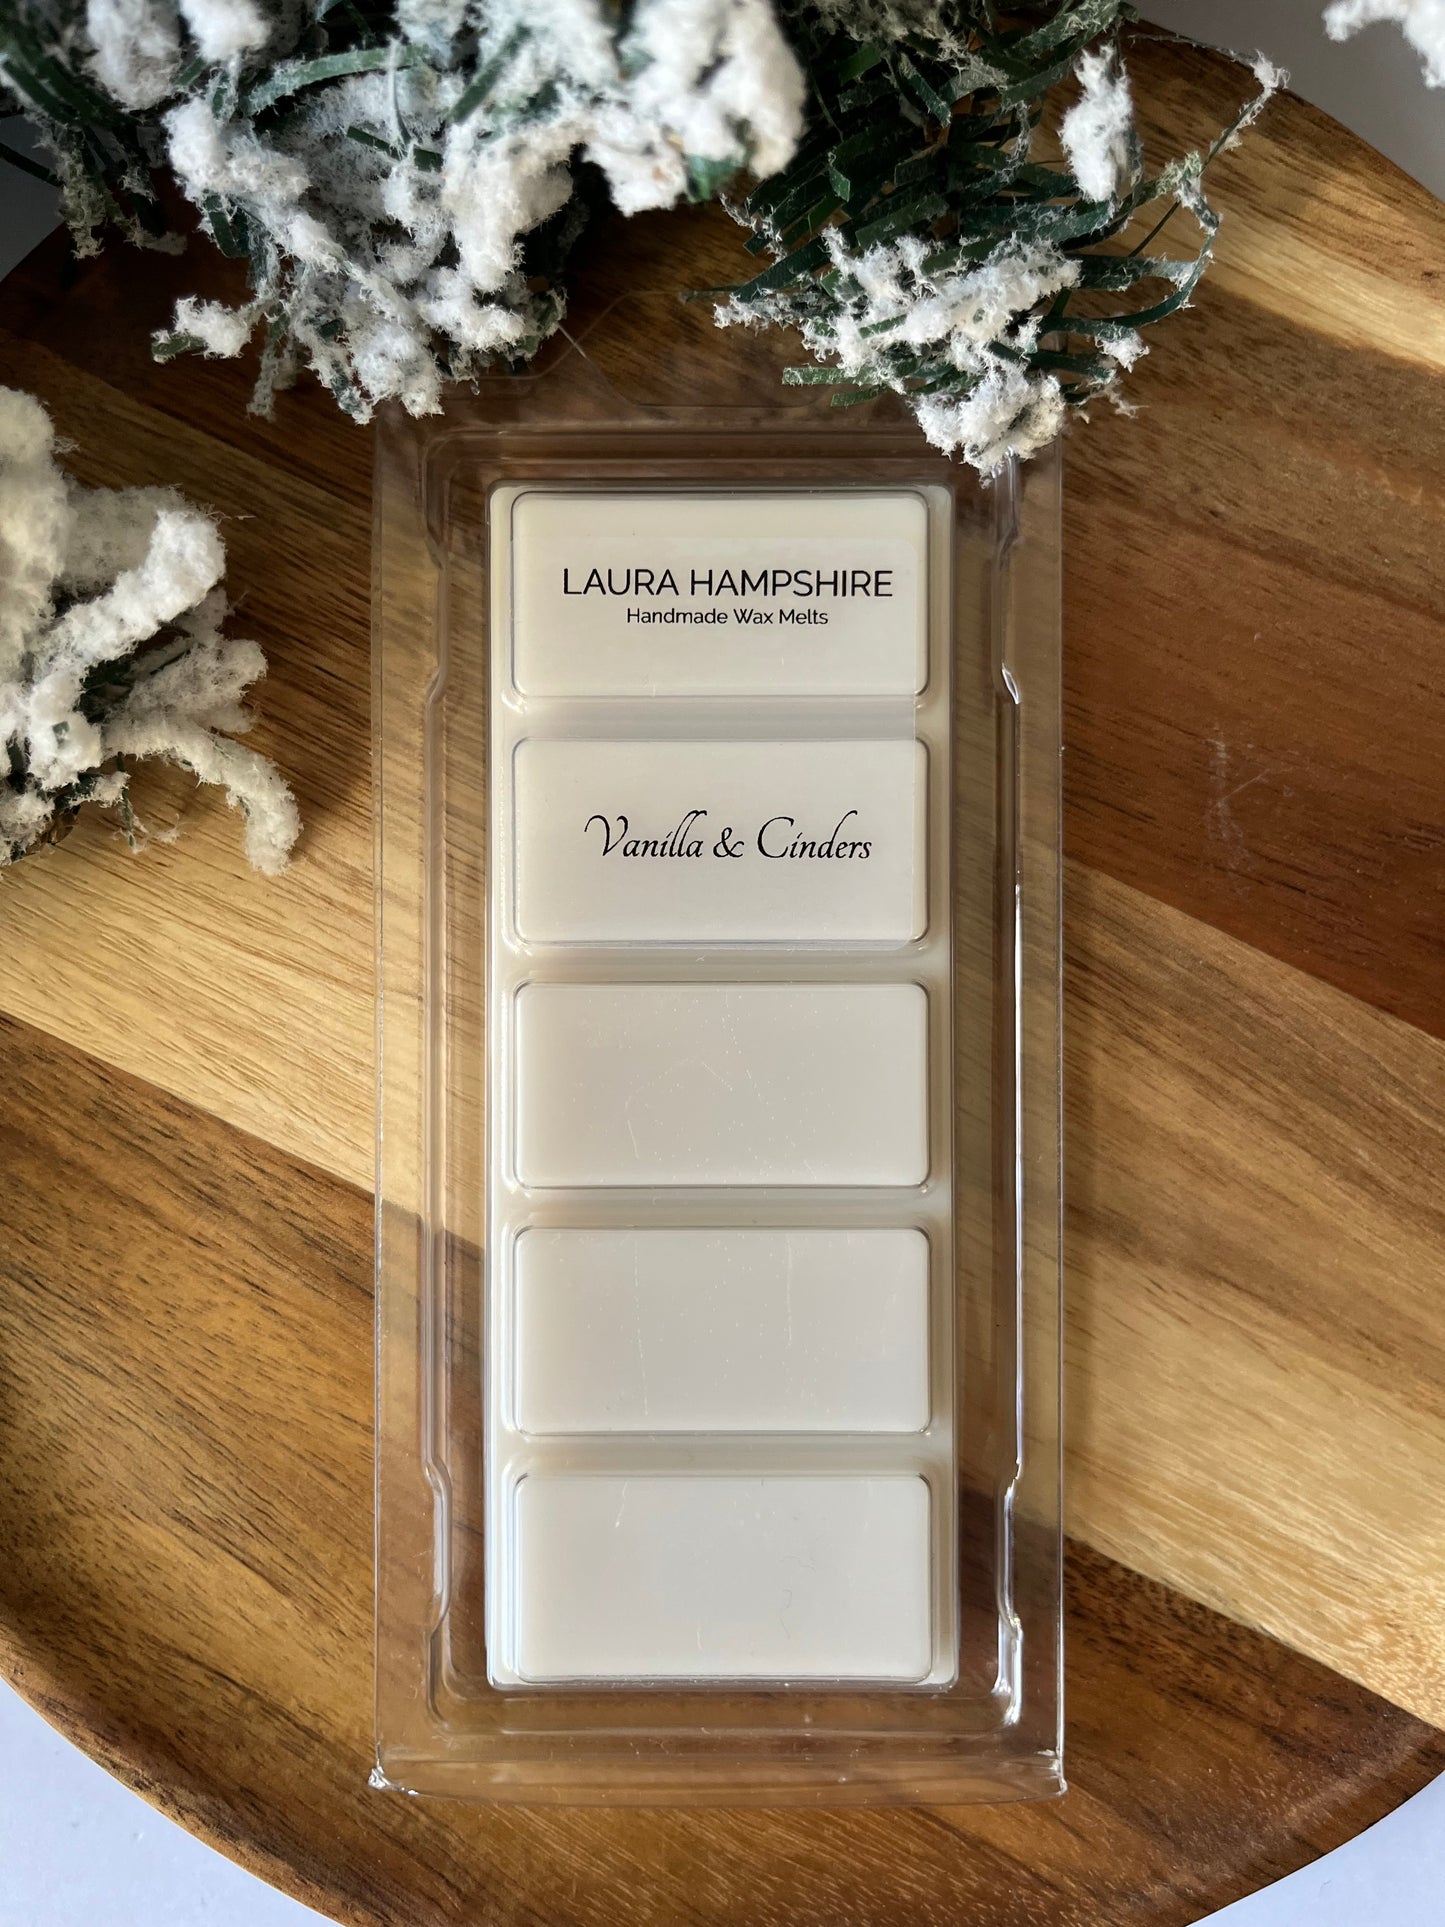 LAURA HAMPSHIRE
Handmade Wax Melts
Vanilla & Cinders